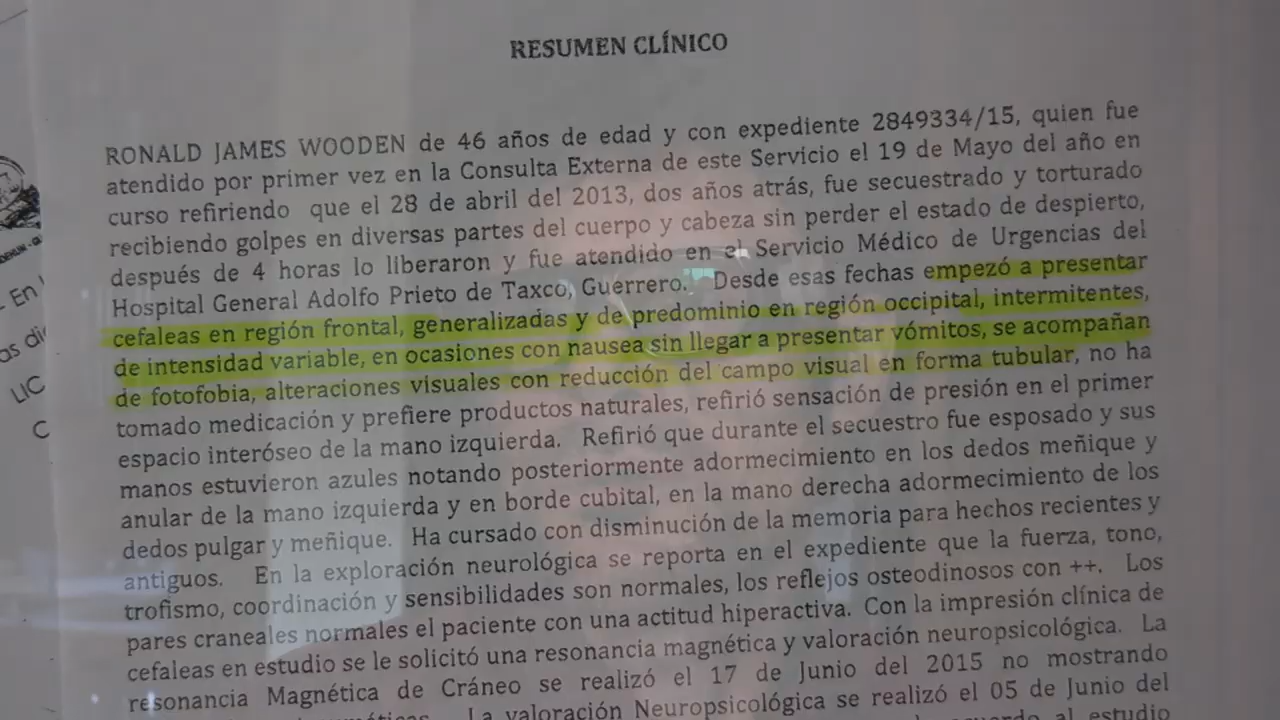 RESUMEN CLÍNICO
RONALD JAMES WOODEN de 46 años de edad y con expediente 2849334/15, quien fue
atendido por primer vez en la Consulta Externa de este Servicio el 19 de Mayo del año en
curso refiriendo que el 28 de abril del 2013, dos años atrás, fue secuestrado y torturado
recibiendo golpes en diversas partes del cuerpo y cabeza sin perder el estado de despierto,
después de 4 horas lo liberaron y fue atendido en el Servicio Médico de Urgencias del
Hospital General Adolfo Prieto de Taxco, Guerrero. Desde esas fechas empezó a presentar
cefaleas en región frontal, generalizadas y de predominio en región occipital, intermitentes,
de intensidad variable, en ocasiones con nausea sin llegar a presentar vómitos, se acompañan
de fotofobia, alteraciones visuales con reducción del campo visual en forma tubular, no ha
tomado medicación y prefiere productos naturales, refirió sensación de presión en el primer
espacio interóseo de la mano izquierda. Refirió que durante el secuestro fue esposado y sus
manos estuvieron azules notando posteriormente adormecimiento en los dedos meñique y
anular de la mano izquierda y en borde cubital, en la mano derecha adormecimiento de los
dedos pulgar y meñique. Ha cursado con disminución de la memoria para hechos recientes y
antiguos. En la exploración neurológica se reporta en el expediente que la fuerza, tono,
trofismo, coordinación y sensibilidades son normales, los reflejos osteodinosos con ++. Los
pares craneales normales el paciente con una actitud hiperactiva. Con la impresión clínica de
cefaleas en estudio se le solicitó una resonancia magnética y valoración neuropsicológica. La
resonancia Magnética de Cráneo se realizó el 17 de Junio del 2015 no mostrando
La valoración Neuropsicológica se realizó el 05 de Junio del
al estudio
- En
LIC